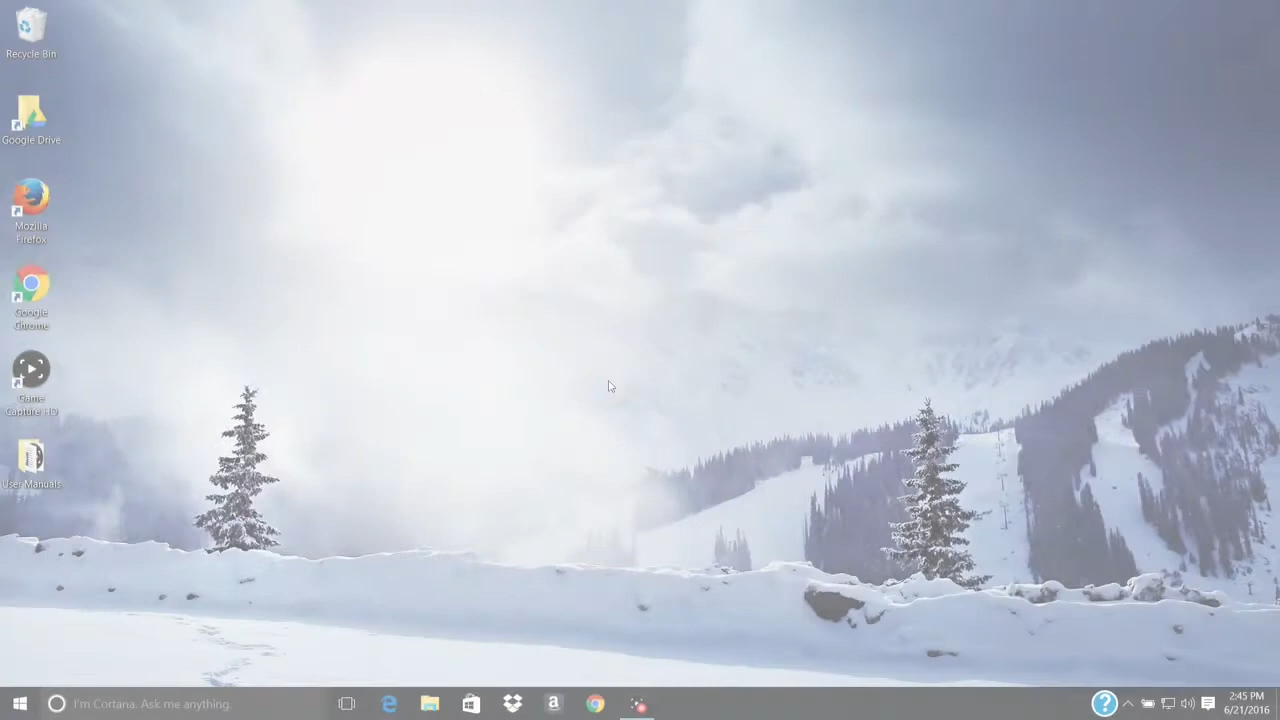 Recycle Bin
Google Drive
Mozilla
Firefox
Google
Chrome
Game
Capture HD
User Manuals
I'm Cortana. Ask me anything.
a
?
2:45 PM
6/21/2016